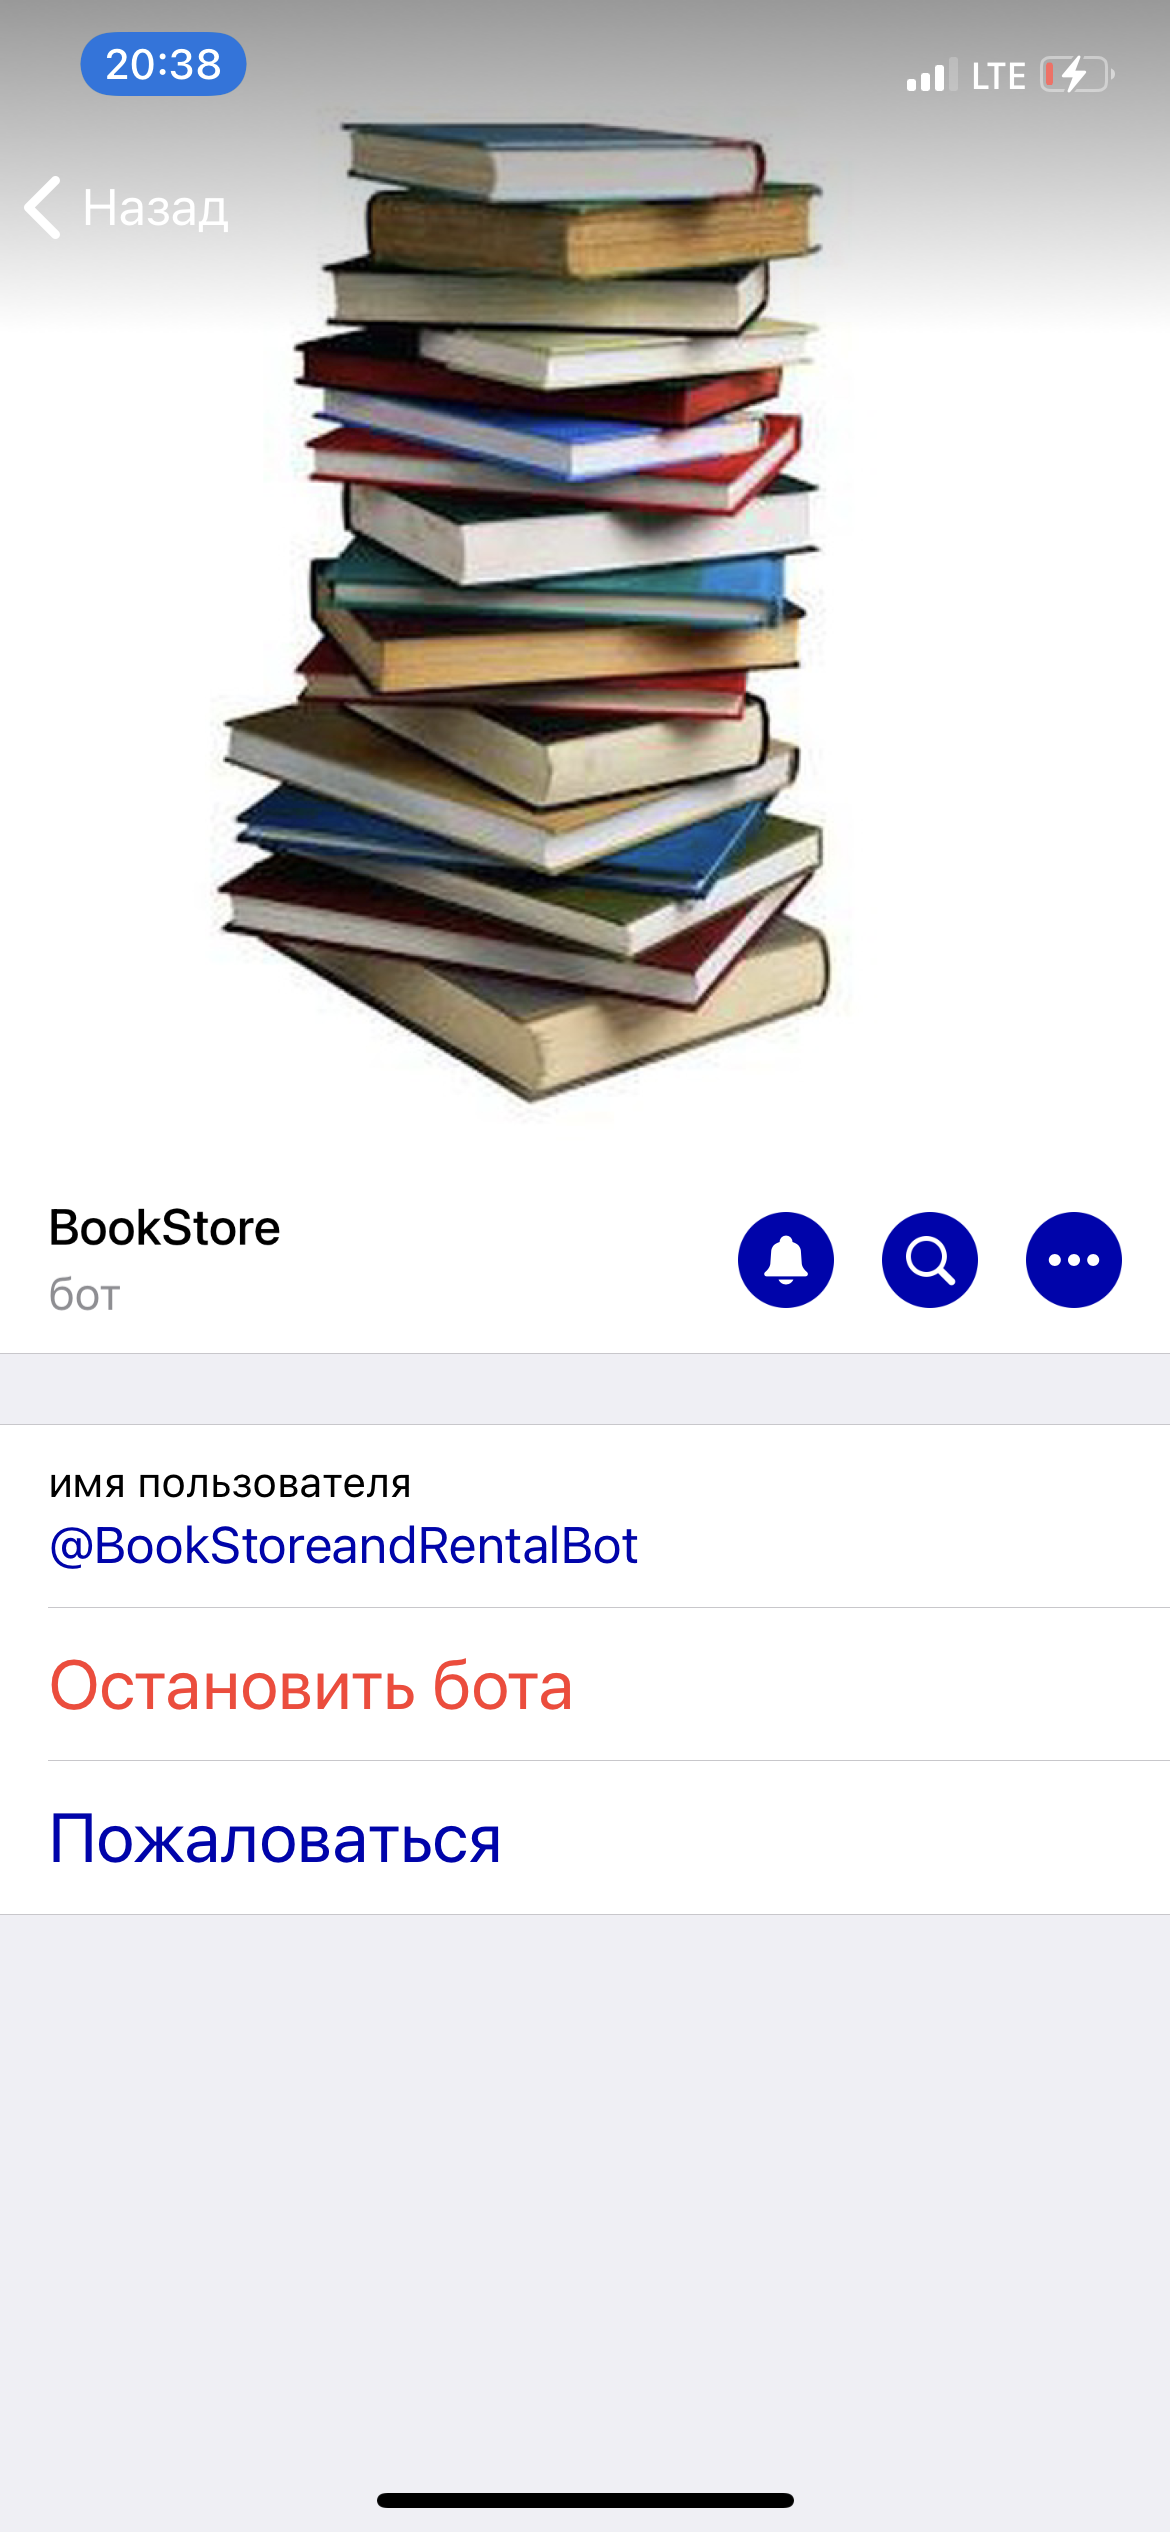 20:38
LTE
Назад
BookStore
бот
имя пользователя
@BookStoreandRentalBot
Остановить бота
Пожаловаться